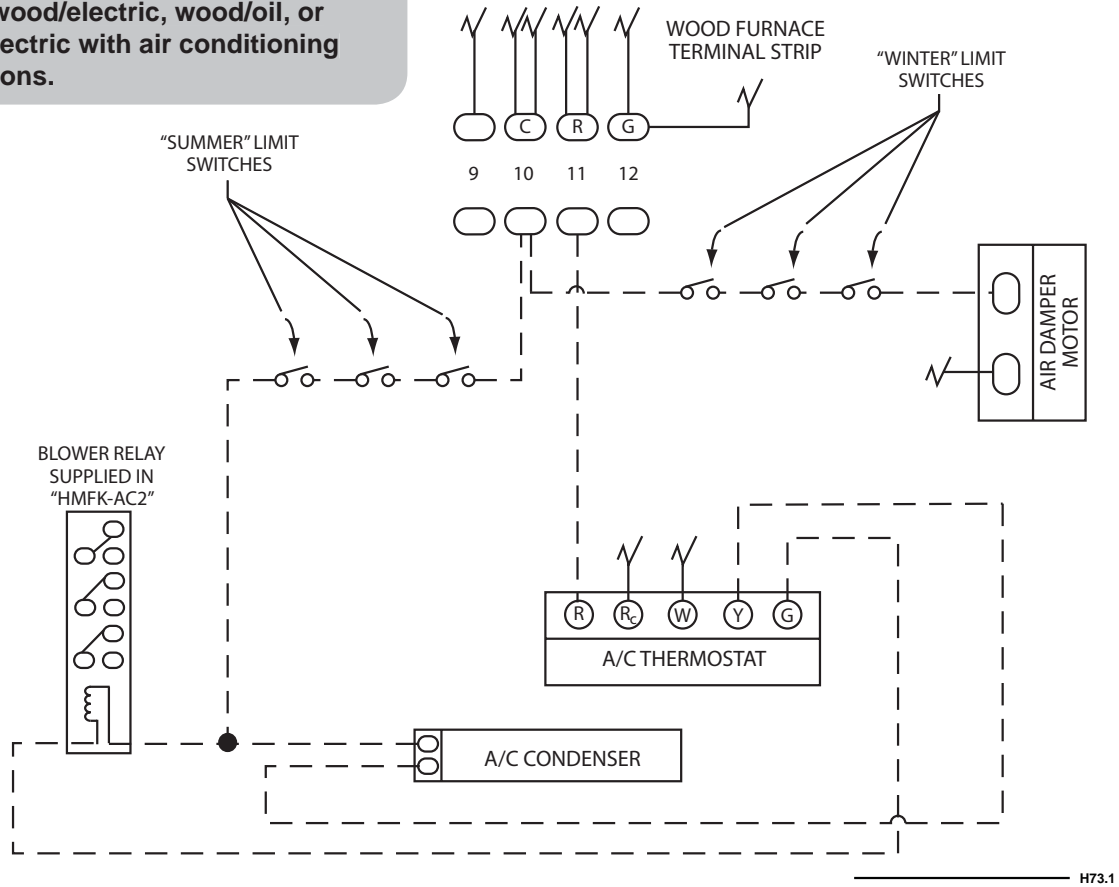 wood/electric, wood/oil, or
ectric with air conditioning
ons.
WOOD FURNACE
TERMINAL STRIP
"WINTER" LIMIT
SWITCHES
"SUMMER" LIMIT
SWITCHES
C R G
9 10 11 12
AIR DAMPER
MOTOR
BLOWER RELAY
SUPPLIED IN
"HMFK-AC2"
R Rc W Y G
A/C THERMOSTAT
A/C CONDENSER
H73.1